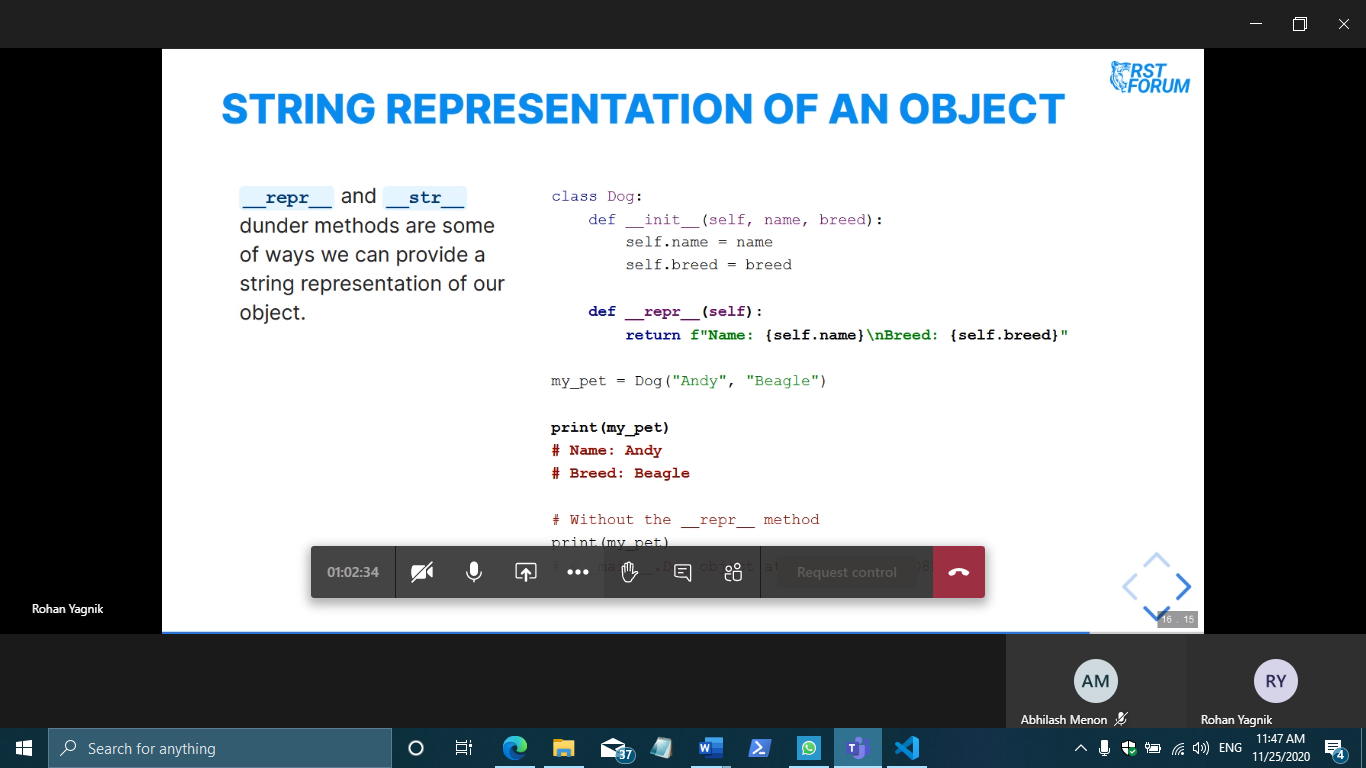 RST
FORUM
STRING REPRESENTATION OF AN OBJECT
__repr__ and __str__
dunder methods are some
of ways we can provide a
string representation of our
object.
class Dog:
    def __init__(self, name, breed):
        self.name = name
        self.breed = breed
    def __repr__(self):
        return f"Name: {self.name}\nBreed: {self.breed}"
my_pet = Dog("Andy", "Beagle")
print(my_pet)
# Name: Andy
# Breed: Beagle
# Without the __repr__ method
print(my_pet)
01:02:34
Request control
Rohan Yagnik
16 . 15
AM
RY
Abhilash Menon
Rohan Yagnik
Search for anything
37
ENG
11:47 AM
11/25/2020
4